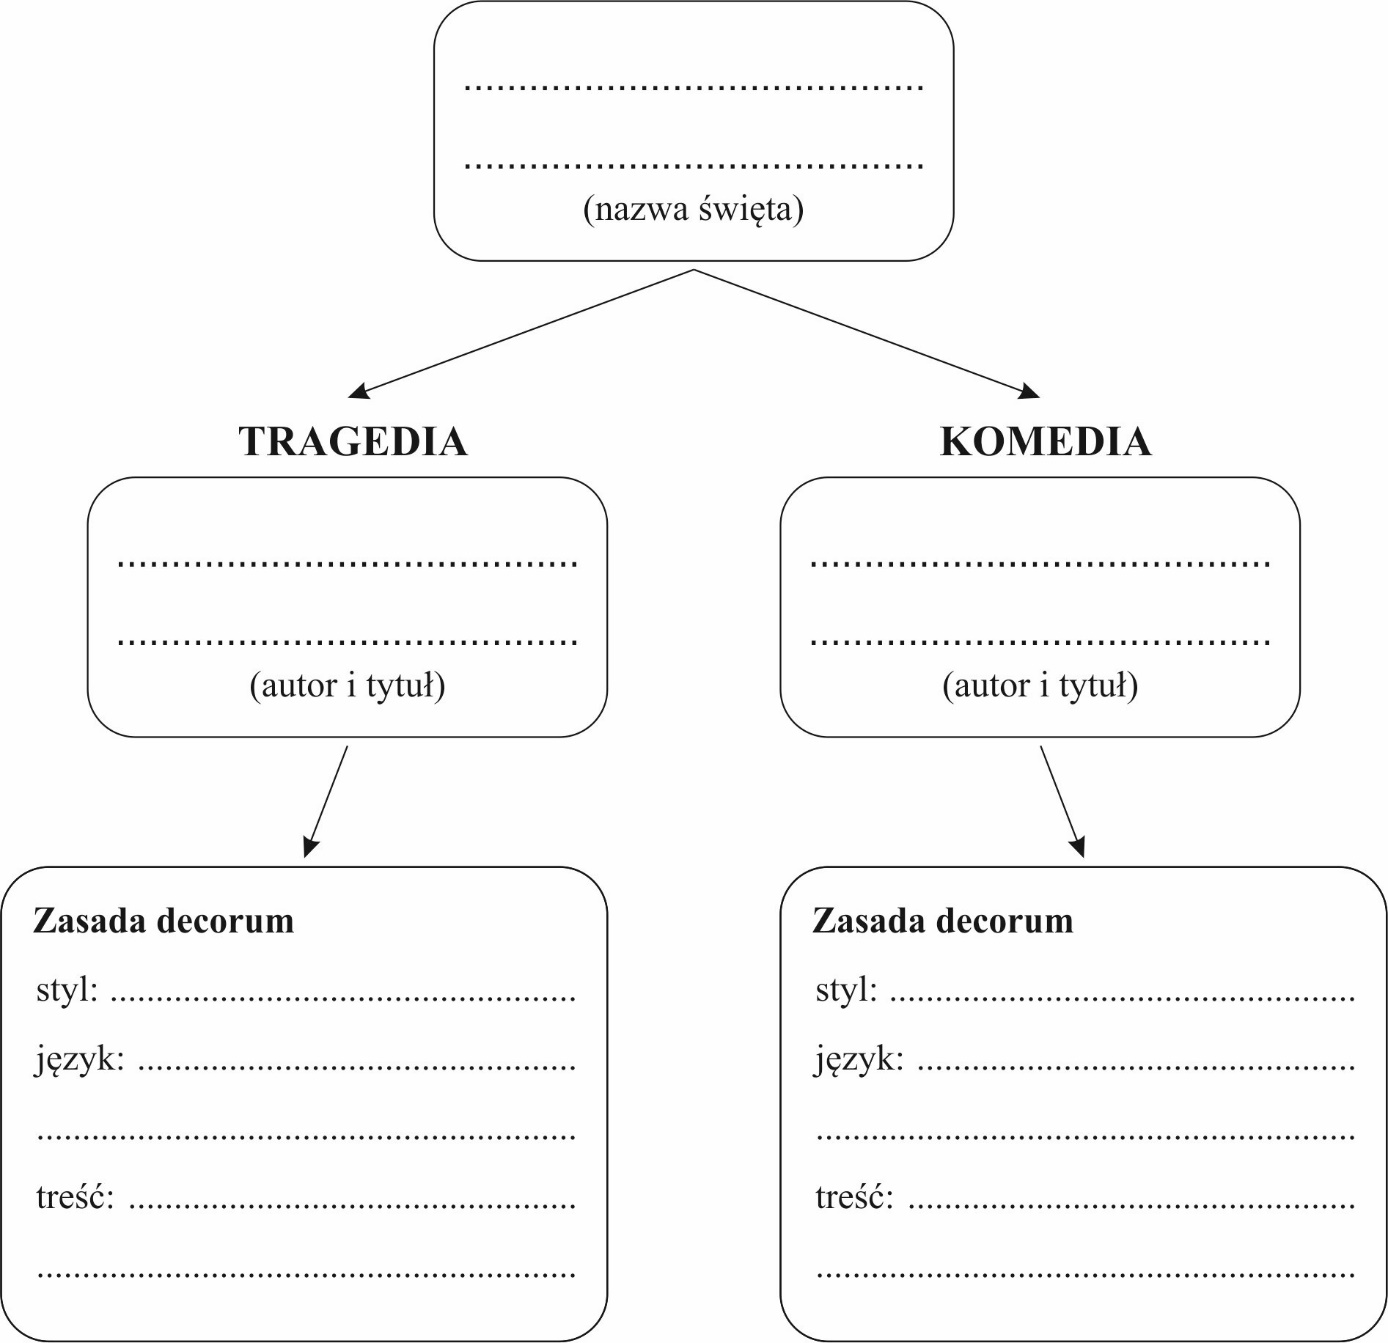 ........................................
........................................
(nazwa święta)
TRAGEDIA
KOMEDIA
........................................
........................................
(autor i tytuł)
........................................
........................................
(autor i tytuł)
Zasada decorum
styl: ..................................................
język: ...............................................
..........................................................
treść: ................................................
..........................................................
Zasada decorum
styl: ..................................................
język: ...............................................
..........................................................
treść: ................................................
..........................................................